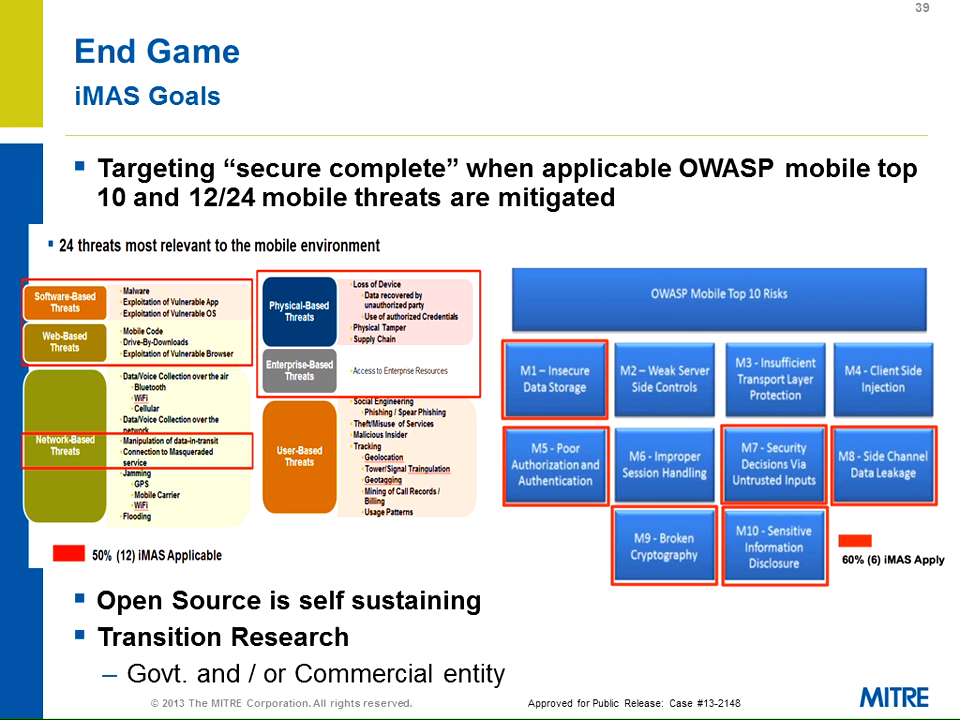 39
End Game
iMAS Goals
▪ Targeting “secure complete” when applicable OWASP mobile top
10 and 12/24 mobile threats are mitigated
▪ 24 threats most relevant to the mobile environment
Software-Based
Threats
• Malware
• Exploitation of Vulnerable App
• Exploitation of Vulnerable OS
Web-Based
Threats
• Mobile Code
• Drive-By-Downloads
• Exploitation of Vulnerable Browser
Network-Based
Threats
• Data/Voice Collection over the air
• Bluetooth
• WiFi
• Cellular
• Data/Voice Collection over the
network
• Manipulation of data-in-transit
• Connection to Masqueraded
service
• Jamming
• GPS
• Mobile Carrier
• WiFi
• Flooding
Physical-Based
Threats
• Loss of Device
• Data recovered by
unauthorized party
• Use of authorized Credentials
• Physical Tamper
• Supply Chain
Enterprise-Based
Threats
• Access to Enterprise Resources
User-Based
Threats
• Social Engineering
• Phishing / Spear Phishing
• Theft/Misuse of Services
• Malicious Insider
• Tracking
• Geolocation
• Tower/Signal Traingulation
• Geotagging
• Mining of Call Records /
Billing
• Usage Patterns
50% (12) iMAS Applicable
OWASP Mobile Top 10 Risks
M1 – Insecure
Data Storage
M2 – Weak Server
Side Controls
M3 - Insufficient
Transport Layer
Protection
M4 - Client Side
Injection
M5 - Poor
Authorization and
Authentication
M6 - Improper
Session Handling
M7 - Security
Decisions Via
Untrusted Inputs
M8 - Side Channel
Data Leakage
M9 - Broken
Cryptography
M10 - Sensitive
Information
Disclosure
60% (6) iMAS Apply
▪ Open Source is self sustaining
▪ Transition Research
– Govt. and / or Commercial entity
© 2013 The MITRE Corporation. All rights reserved.
Approved for Public Release: Case #13-2148
MITRE